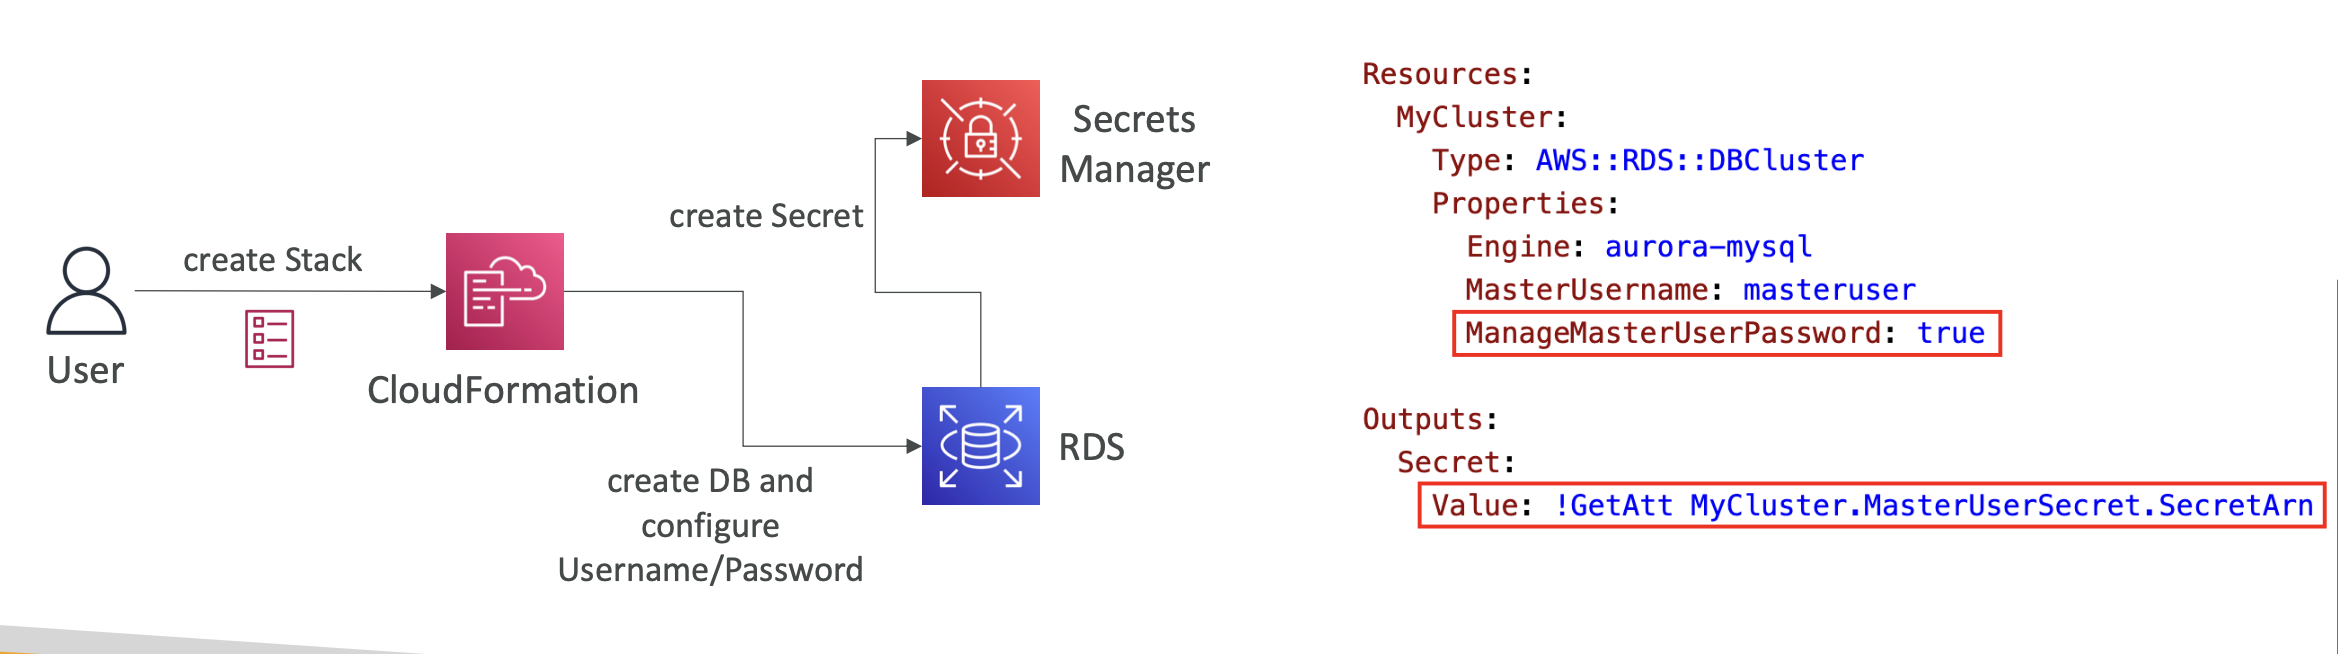 create Stack
User
CloudFormation
create Secret
Secrets
Manager
create DB and
configure
Username/Password
RDS
Resources:
MyCluster:
Type: AWS::RDS::DBCluster
Properties:
Engine: aurora-mysql
MasterUsername: masteruser
ManageMasterUserPassword: true
Outputs:
Secret:
Value: !GetAtt MyCluster.MasterUserSecret.SecretArn